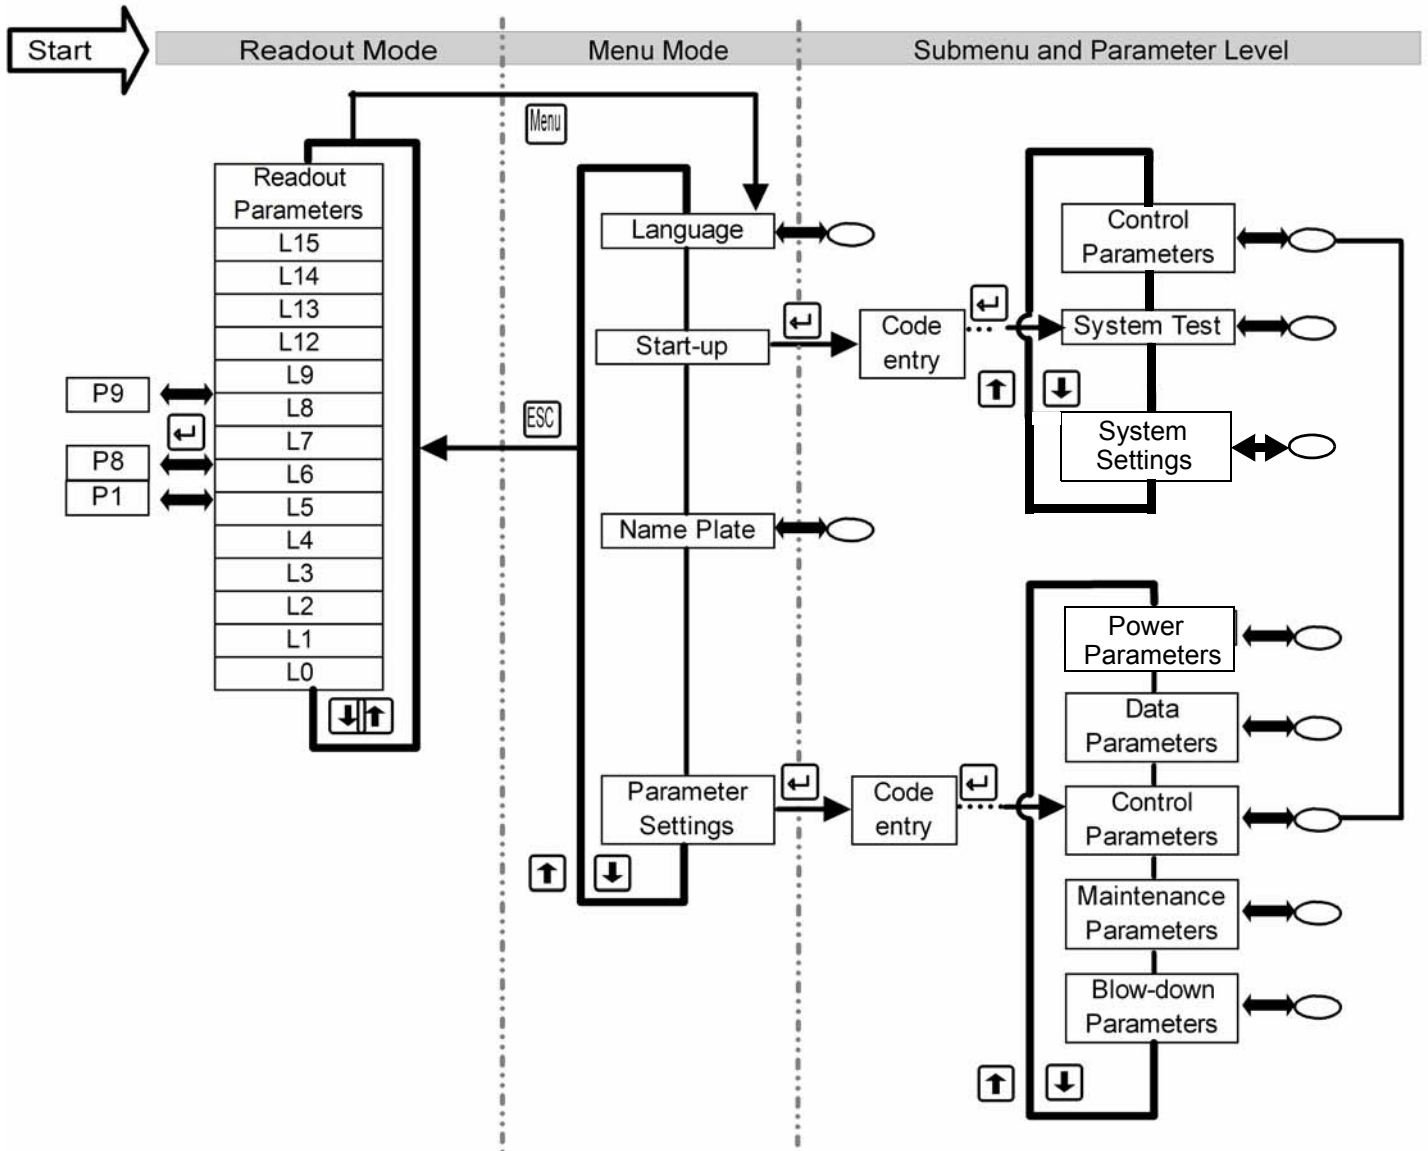 Start
Readout Mode
Menu Mode
Submenu and Parameter Level
Menu
Readout
Parameters
L15
L14
L13
L12
L9
L8
L7
L6
L5
L4
L3
L2
L1
L0
P9
P8
P1
ESC
Language
Start-up
Name Plate
Parameter
Settings
Code
entry
Code
entry
Control
Parameters
System Test
System
Settings
Power
Parameters
Data
Parameters
Control
Parameters
Maintenance
Parameters
Blow-down
Parameters